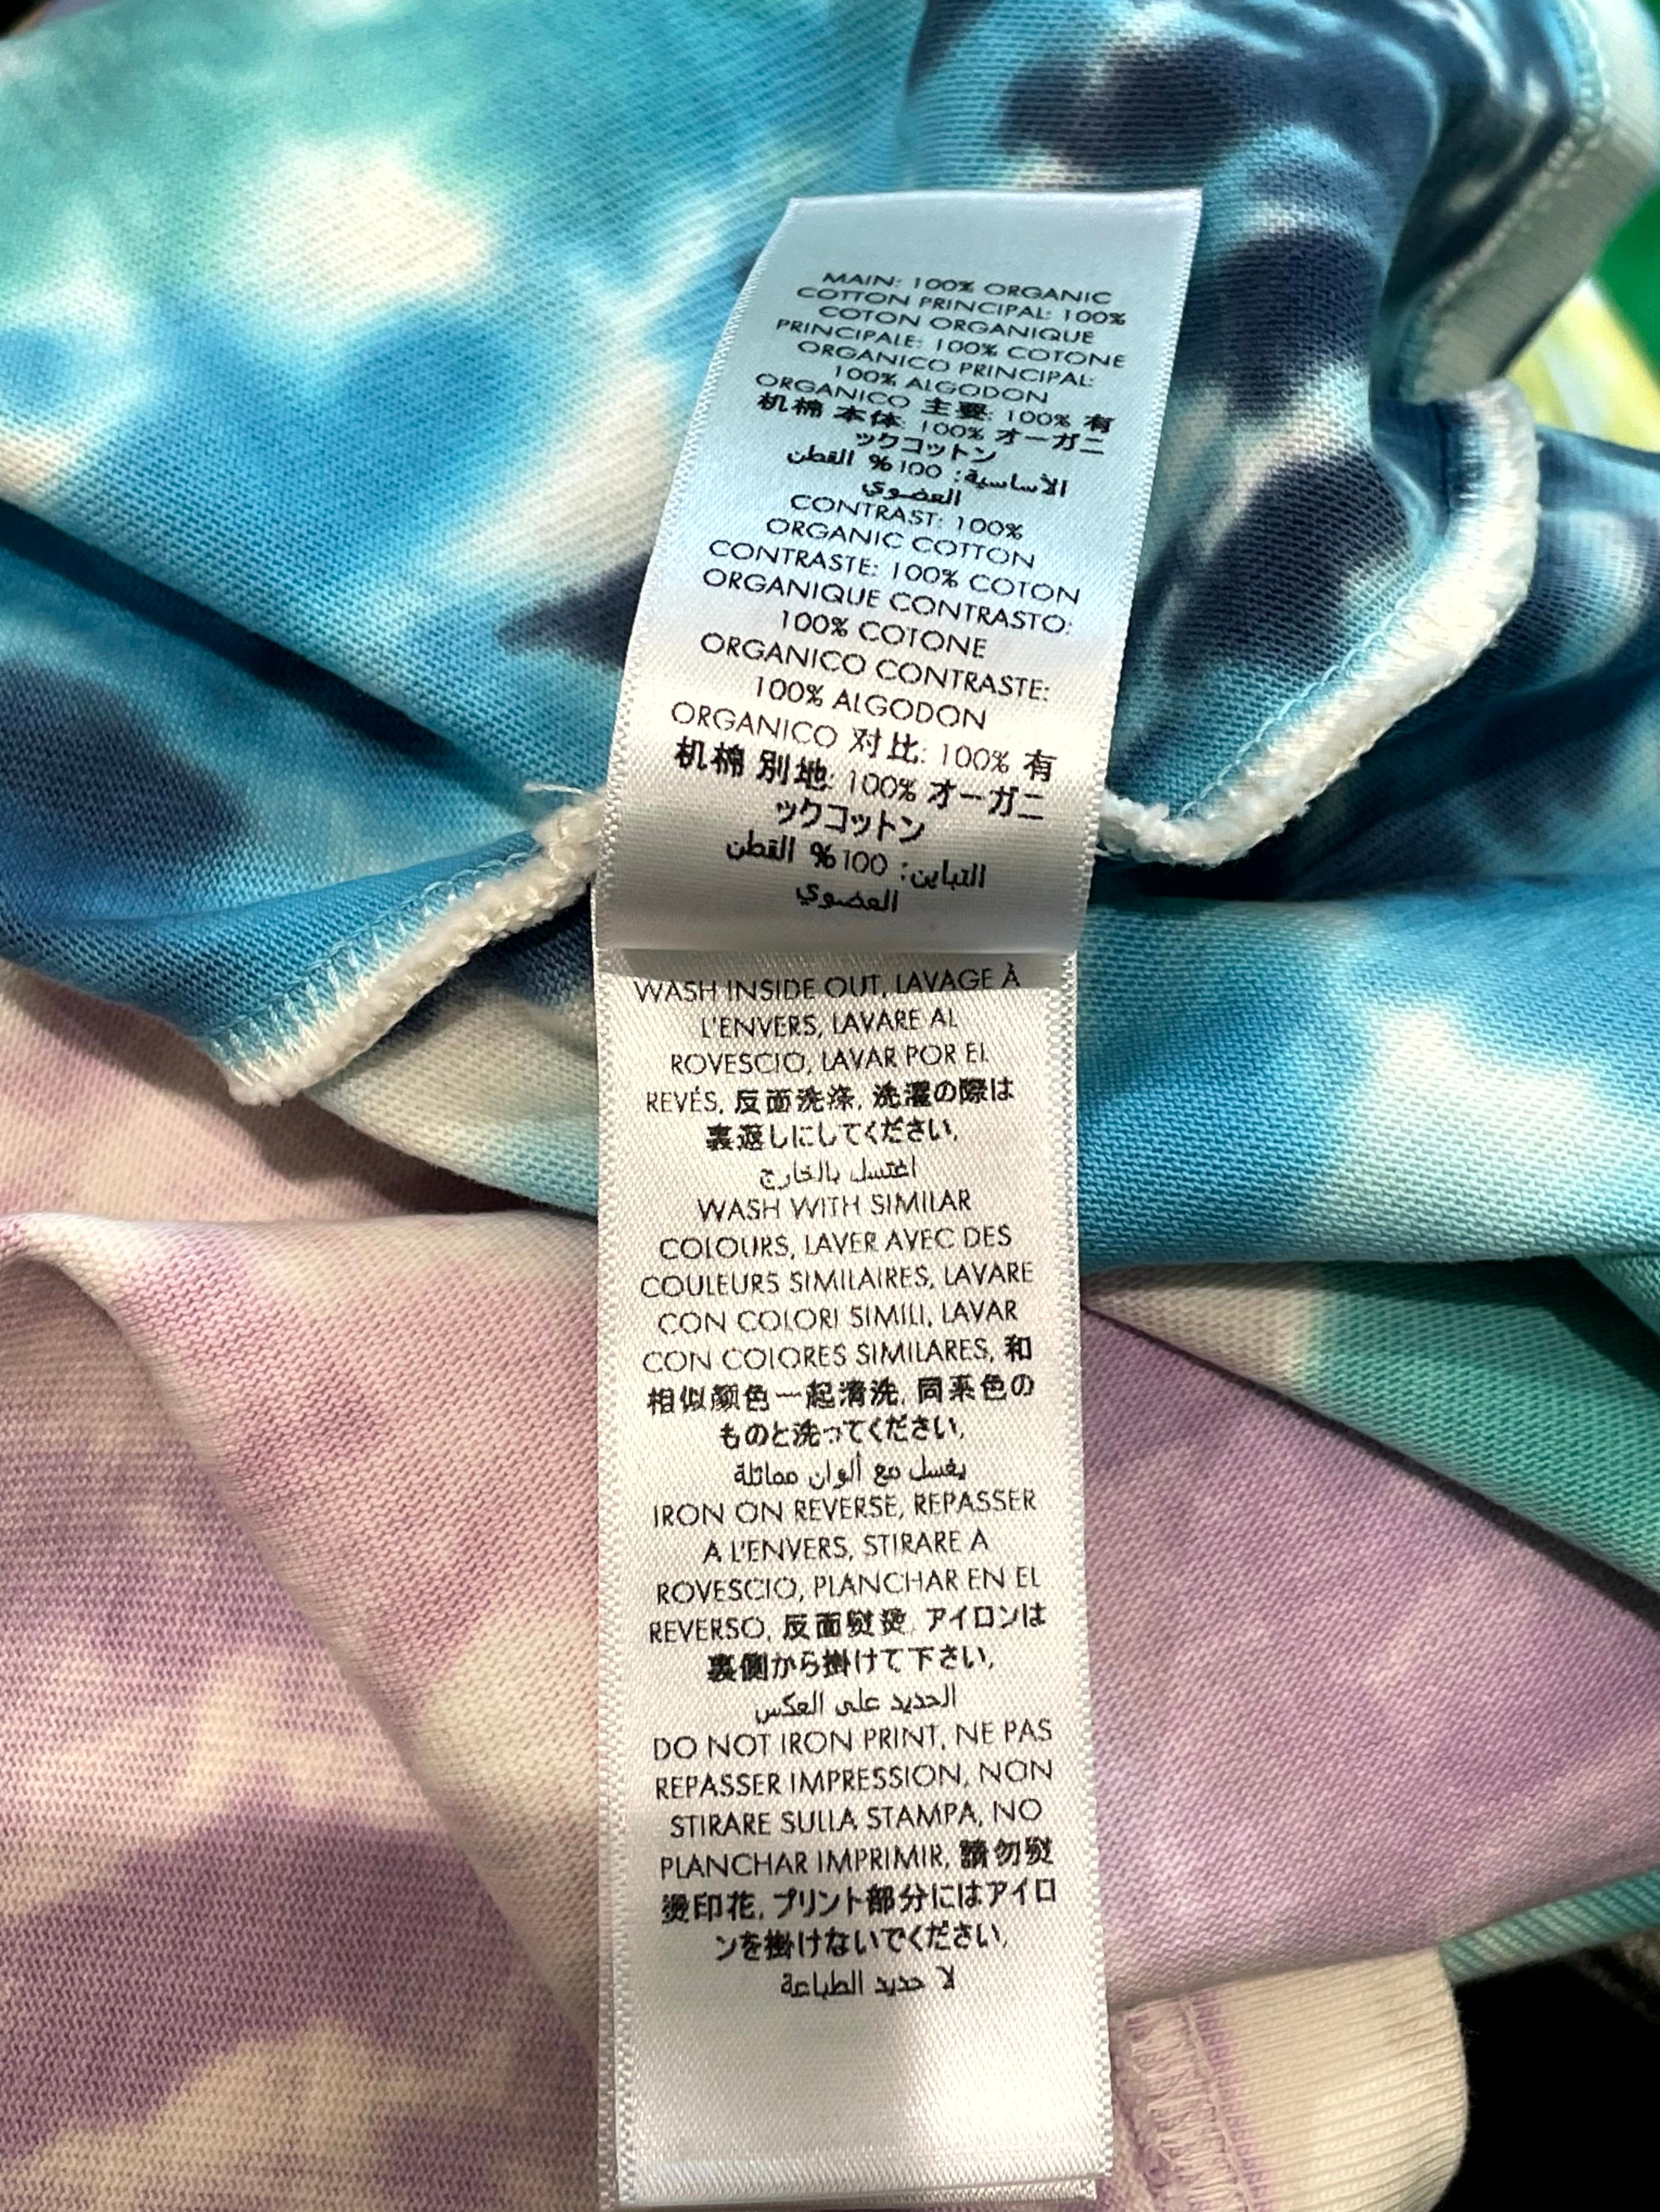 MAIN: 100% ORGANIC
COTTON PRINCIPAL: 100%
COTON ORGANIQUE
PRINCIPALE: 100% COTONE
ORGANICO PRINCIPAL:
100% ALGODON
ORGANICO 主要: 100% 有
机棉 本体: 100% オーガニ
ックコットン
الأساسية: 100% القطن
العضوي
CONTRAST: 100%
ORGANIC COTTON
CONTRASTE: 100% COTON
ORGANIQUE CONTRASTO:
100% COTONE
ORGANICO CONTRASTE:
100% ALGODON
ORGANICO 对比: 100% 有
机棉 別地: 100% オーガニ
ックコットン
التباين: 100% القطن
العضوي
WASH INSIDE OUT, LAVAGE À
L'ENVERS, LAVARE AL
ROVESCIO, LAVAR POR EL
REVÉS, 反面洗涤, 洗濯の際は
裏返しにしてください,
اغتسل بالخارج
WASH WITH SIMILAR
COLOURS, LAVER AVEC DES
COULEURS SIMILAIRES, LAVARE
CON COLORI SIMILI, LAVAR
CON COLORES SIMILARES, 和
相似颜色一起清洗, 同系色の
ものと洗ってください,
يغسل مع ألوان مماثلة
IRON ON REVERSE, REPASSER
A L'ENVERS, STIRARE A
ROVESCIO, PLANCHAR EN EL
REVERSO, 反面熨烫, アイロンは
裏側から掛けて下さい,
الحديد على العكس
DO NOT IRON PRINT, NE PAS
REPASSER IMPRESSION, NON
STIRARE SULLA STAMPA, NO
PLANCHAR IMPRIMIR, 請勿熨
燙印花, プリント部分にはアイロ
ンを掛けないでください,
لا حديد الطباعة